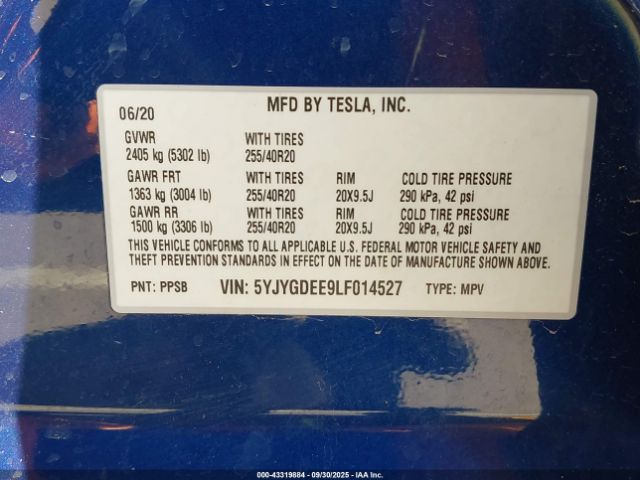 06/20 MFD BY TESLA, INC.
GVWR WITH TIRES
2405 kg (5302 lb) 255/40R20
GAWR FRT WITH TIRES RIM COLD TIRE PRESSURE
1363 kg (3004 lb) 255/40R20 20X9.5J 290 kPa, 42 psi
GAWR RR WITH TIRES RIM COLD TIRE PRESSURE
1500 kg (3306 lb) 255/40R20 20X9.5J 290 kPa, 42 psi
THIS VEHICLE CONFORMS TO ALL APPLICABLE U.S. FEDERAL MOTOR VEHICLE SAFETY AND
THEFT PREVENTION STANDARDS IN EFFECT ON THE DATE OF MANUFACTURE SHOWN ABOVE.
PNT: PPSB VIN: 5YJYGDEE9LF014527 TYPE: MPV
000-43319884 - 09/30/2025 - IAA Inc.